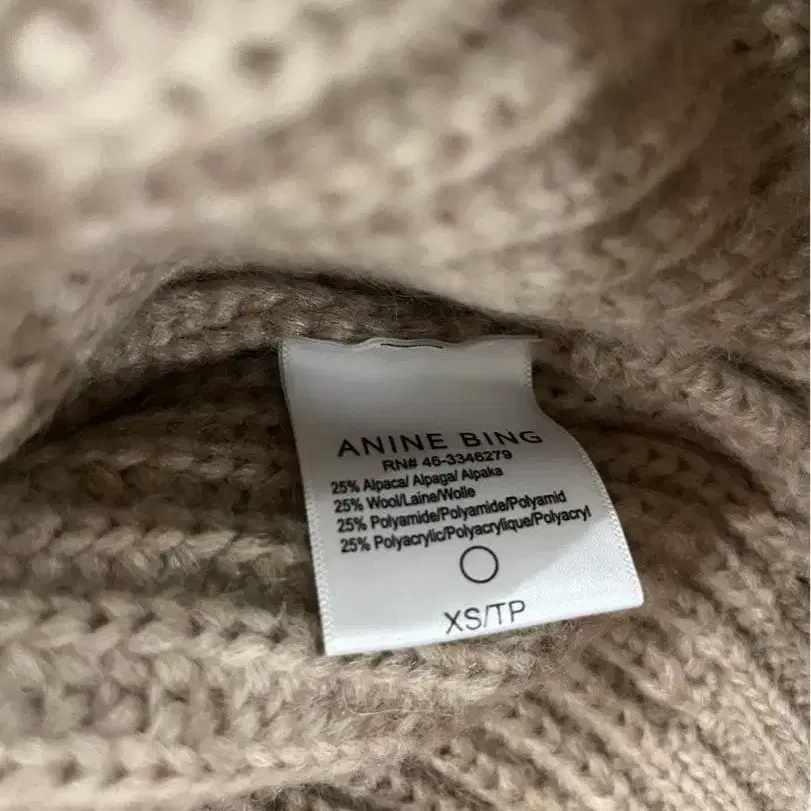 ANINE BING
RN# 46-3346279
25% Alpaca/ Alpaga/ Alpaka
25% Wool/Laine/Wolle
25% Polyamide/Polyamide/Polyamid
25% Polyacrylic/Polyacrylique/Polyacryl
XS/TP